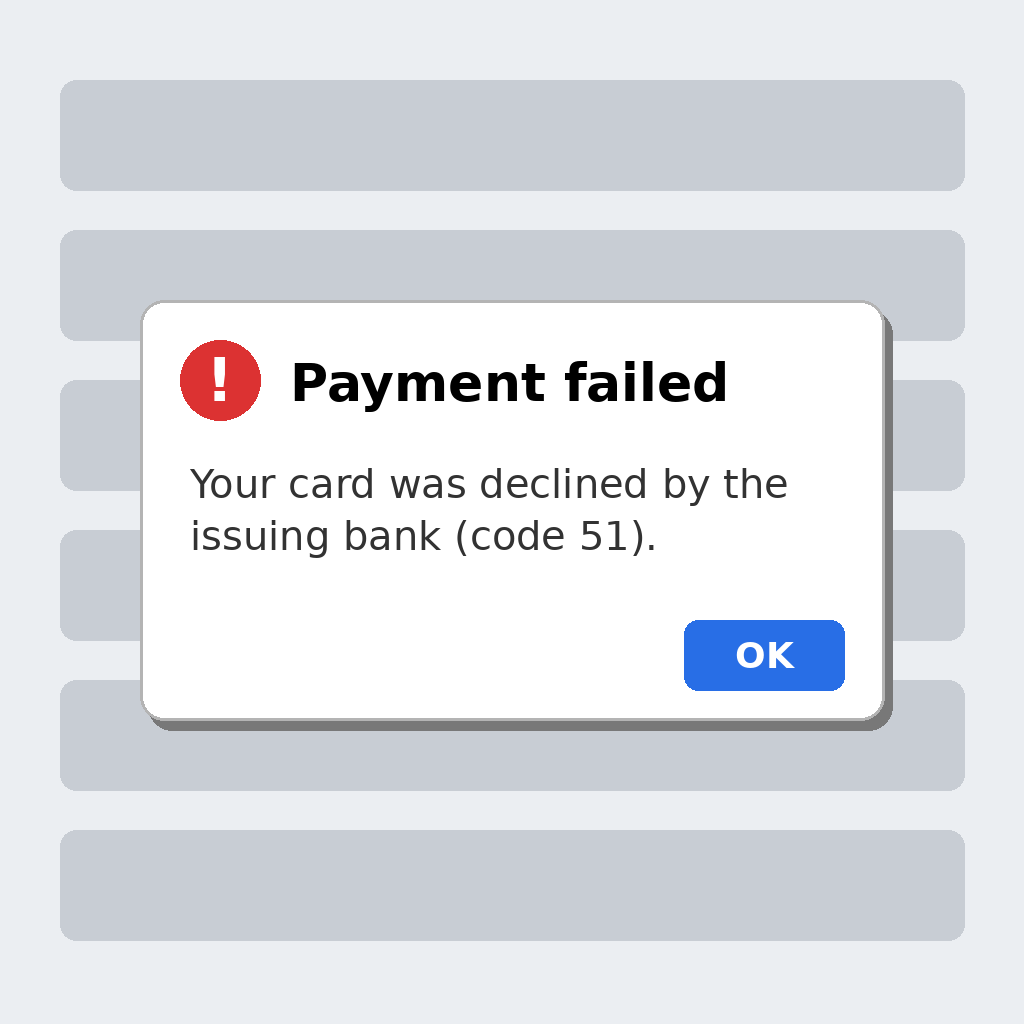 !
Payment failed
Your card was declined by the
issuing bank (code 51).
OK